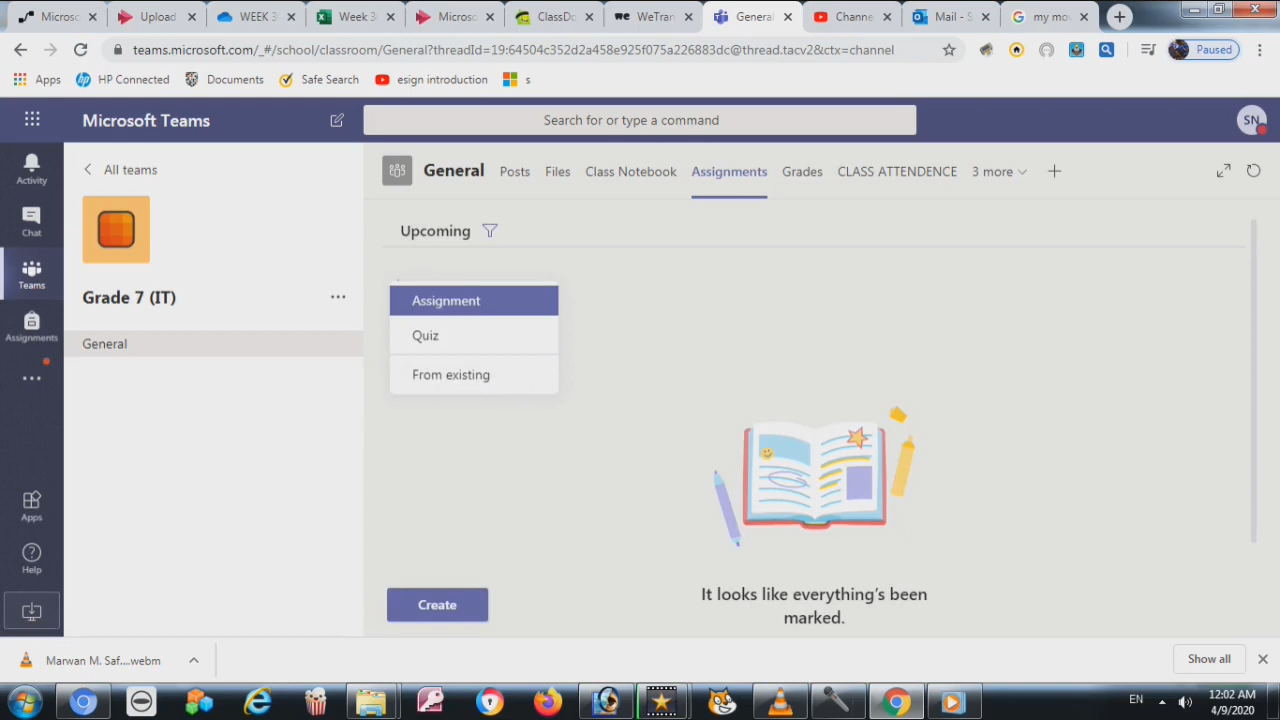 Microso
Upload
WEEK 3
Week 3
Microso
ClassDo
WeTran
General
Channe
Mail - S
my mo
teams.microsoft.com/_#/school/classroom/General?threadId=19:64504c352d2a458e925f075a226883dc@thread.tacv2&ctx=channel
Paused
Apps
HP Connected
Documents
Safe Search
esign introduction
s
Microsoft Teams
Search for or type a command
SN
Activity
Chat
Teams
Assignments
Apps
Help
All teams
Grade 7 (IT)
General
General
Posts
Files
Class Notebook
Assignments
Grades
CLASS ATTENDENCE
3 more
Upcoming
Assignment
Quiz
From existing
It looks like everything's been
marked.
Create
Marwan M. Saf....webm
Show all
EN
12:02 AM
4/9/2020